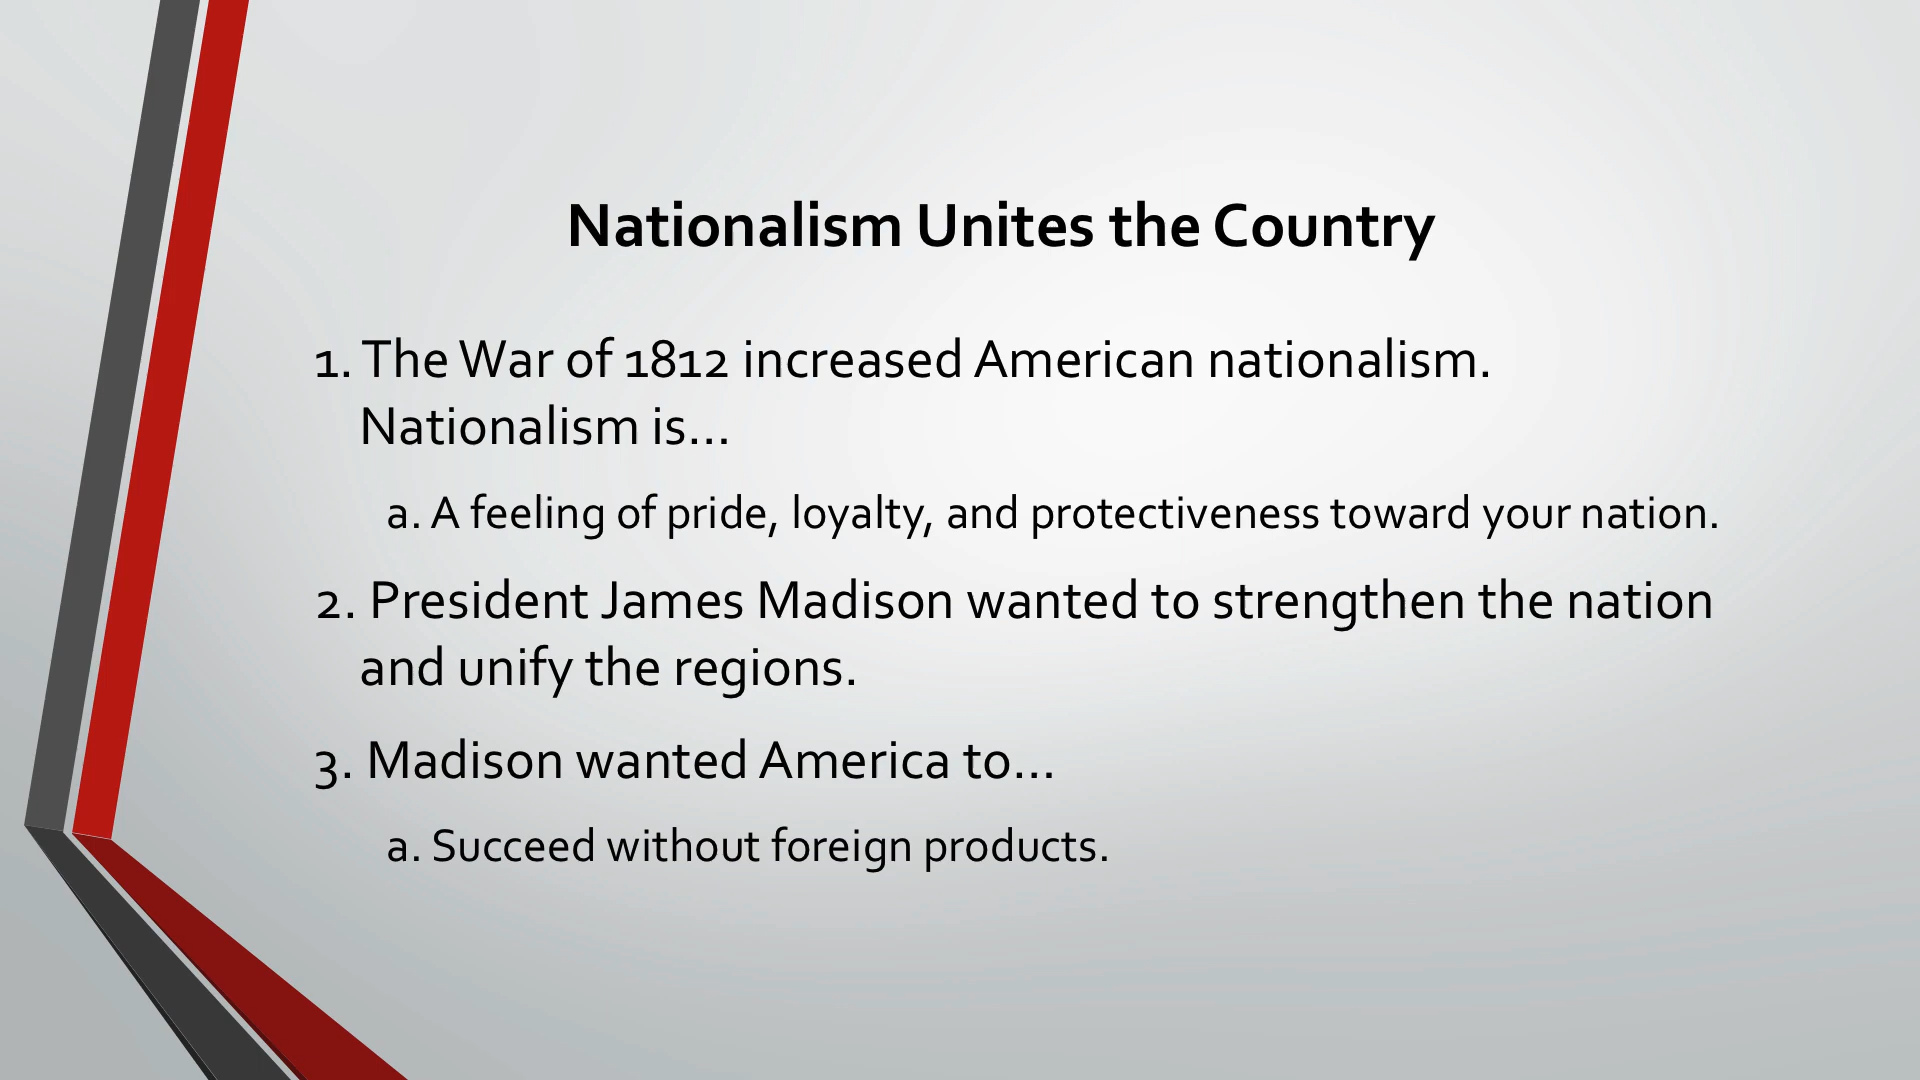 Nationalism Unites the Country
1. The War of 1812 increased American nationalism.
Nationalism is…
a. A feeling of pride, loyalty, and protectiveness toward your nation.
2. President James Madison wanted to strengthen the nation
and unify the regions.
3. Madison wanted America to…
a. Succeed without foreign products.